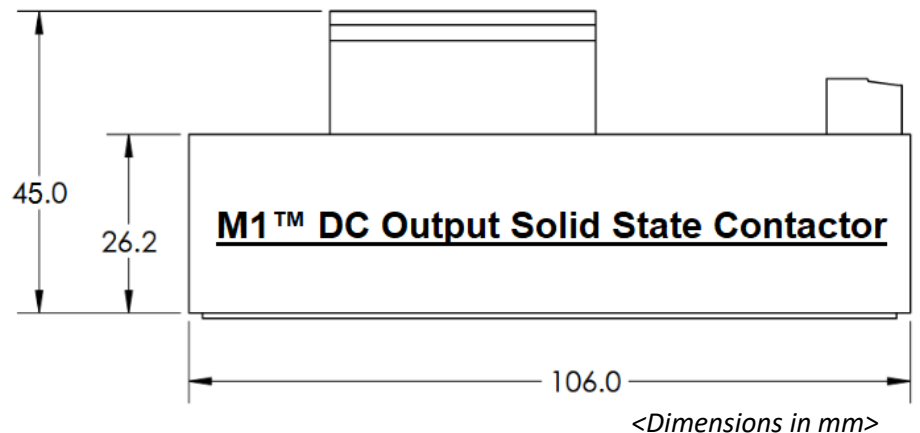 45.0
26.2
M1™ DC Output Solid State Contactor
106.0
<Dimensions in mm>